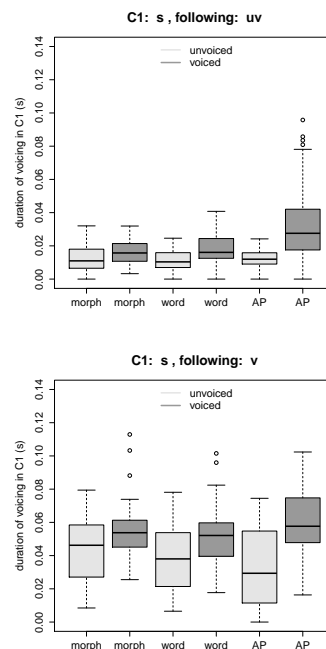 C1: s , following: uv
unvoiced
voiced
duration of voicing in C1 (s)
0.14
0.12
0.10
0.08
0.06
0.04
0.02
0.00
morph morph word word AP AP
C1: s , following: v
unvoiced
voiced
duration of voicing in C1 (s)
0.14
0.12
0.10
0.08
0.06
0.04
0.02
0.00
morph morph word word AP AP